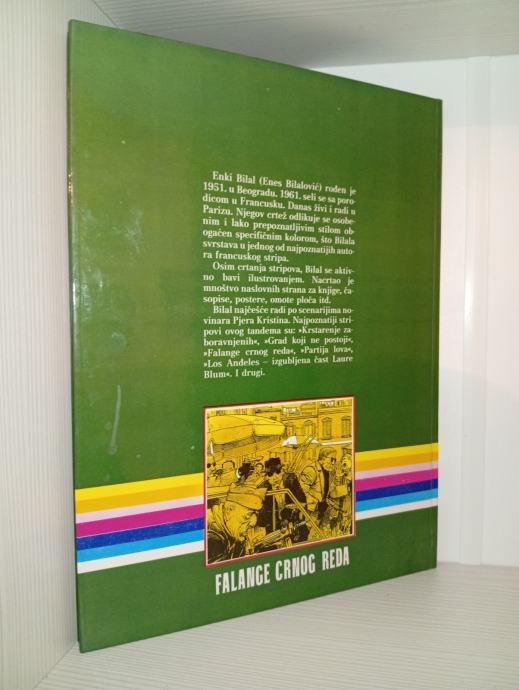 Enki Bilal (Enes Bilalović) rođen je
1951. u Beogradu. 1961. seli se sa poro-
dicom u Francusku. Danas živi i radi u
Parizu. Njegov crtež odlikuje se osobe-
nim i lako prepoznatljivim stilom obo-
gaćen specifičnim kolorom, što Bilala
svrstava u jednog od najpoznatijih auto-
ra francuskog stripa.
Osim crtanja stripova, Bilal se aktiv-
no bavi ilustrovanjem. Nacrtao je
mnoštvo naslovnih strana za knjige, ča-
sopise, postere, omote ploča itd.
Bilal najčešće radi po scenarijima no-
vinara Pjera Kristina. Najpoznatiji stri-
povi ovog tandema su: »Krstarenje za-
boravnjenih«, »Grad koji ne postoji«,
»Falange crnog reda«, »Partija lova«,
»Los Anđeles – izgubljena čast Laure
Blum«. I drugi.
FALANGE CRNOG REDA